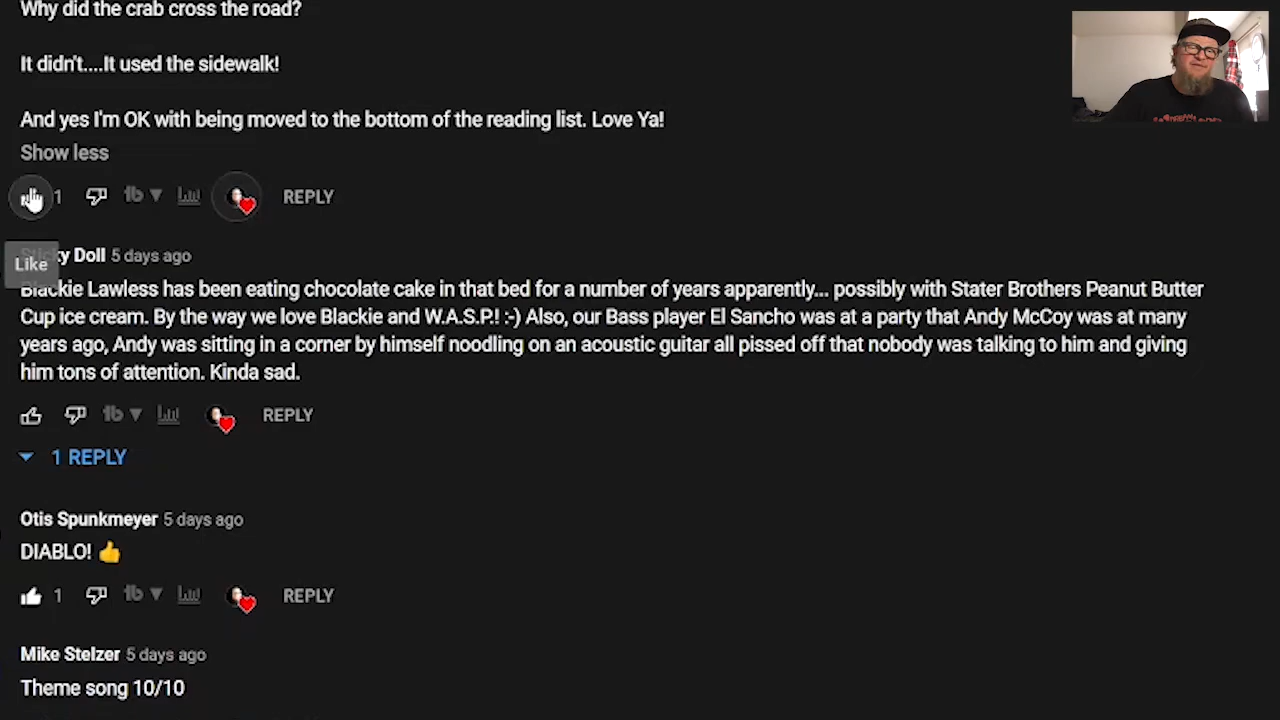 Why did the crab cross the road?
It didn't....It used the sidewalk!
And yes I'm OK with being moved to the bottom of the reading list. Love Ya!
Show less
1 REPLY
Sticky Doll 5 days ago
Like
Blackie Lawless has been eating chocolate cake in that bed for a number of years apparently... possibly with Stater Brothers Peanut Butter
Cup ice cream. By the way we love Blackie and W.A.S.P.! :-) Also, our Bass player El Sancho was at a party that Andy McCoy was at many
years ago, Andy was sitting in a corner by himself noodling on an acoustic guitar all pissed off that nobody was talking to him and giving
him tons of attention. Kinda sad.
REPLY
1 REPLY
Otis Spunkmeyer 5 days ago
DIABLO! 👍
1 REPLY
Mike Stelzer 5 days ago
Theme song 10/10